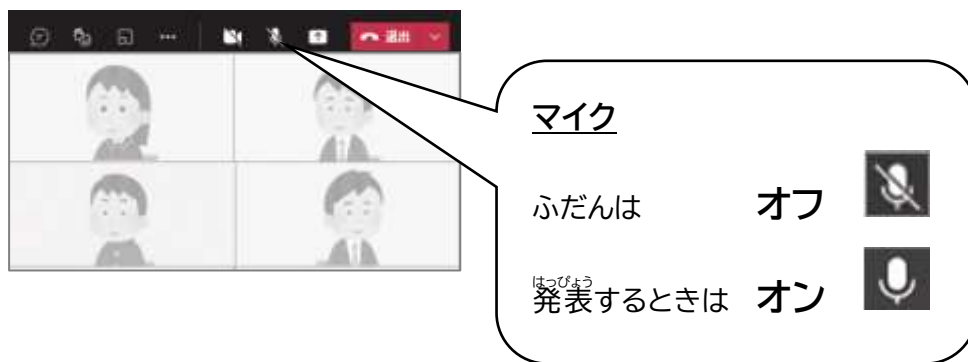 退出
マイク
ふだんは オフ
はっぴょう
発表するときは オン